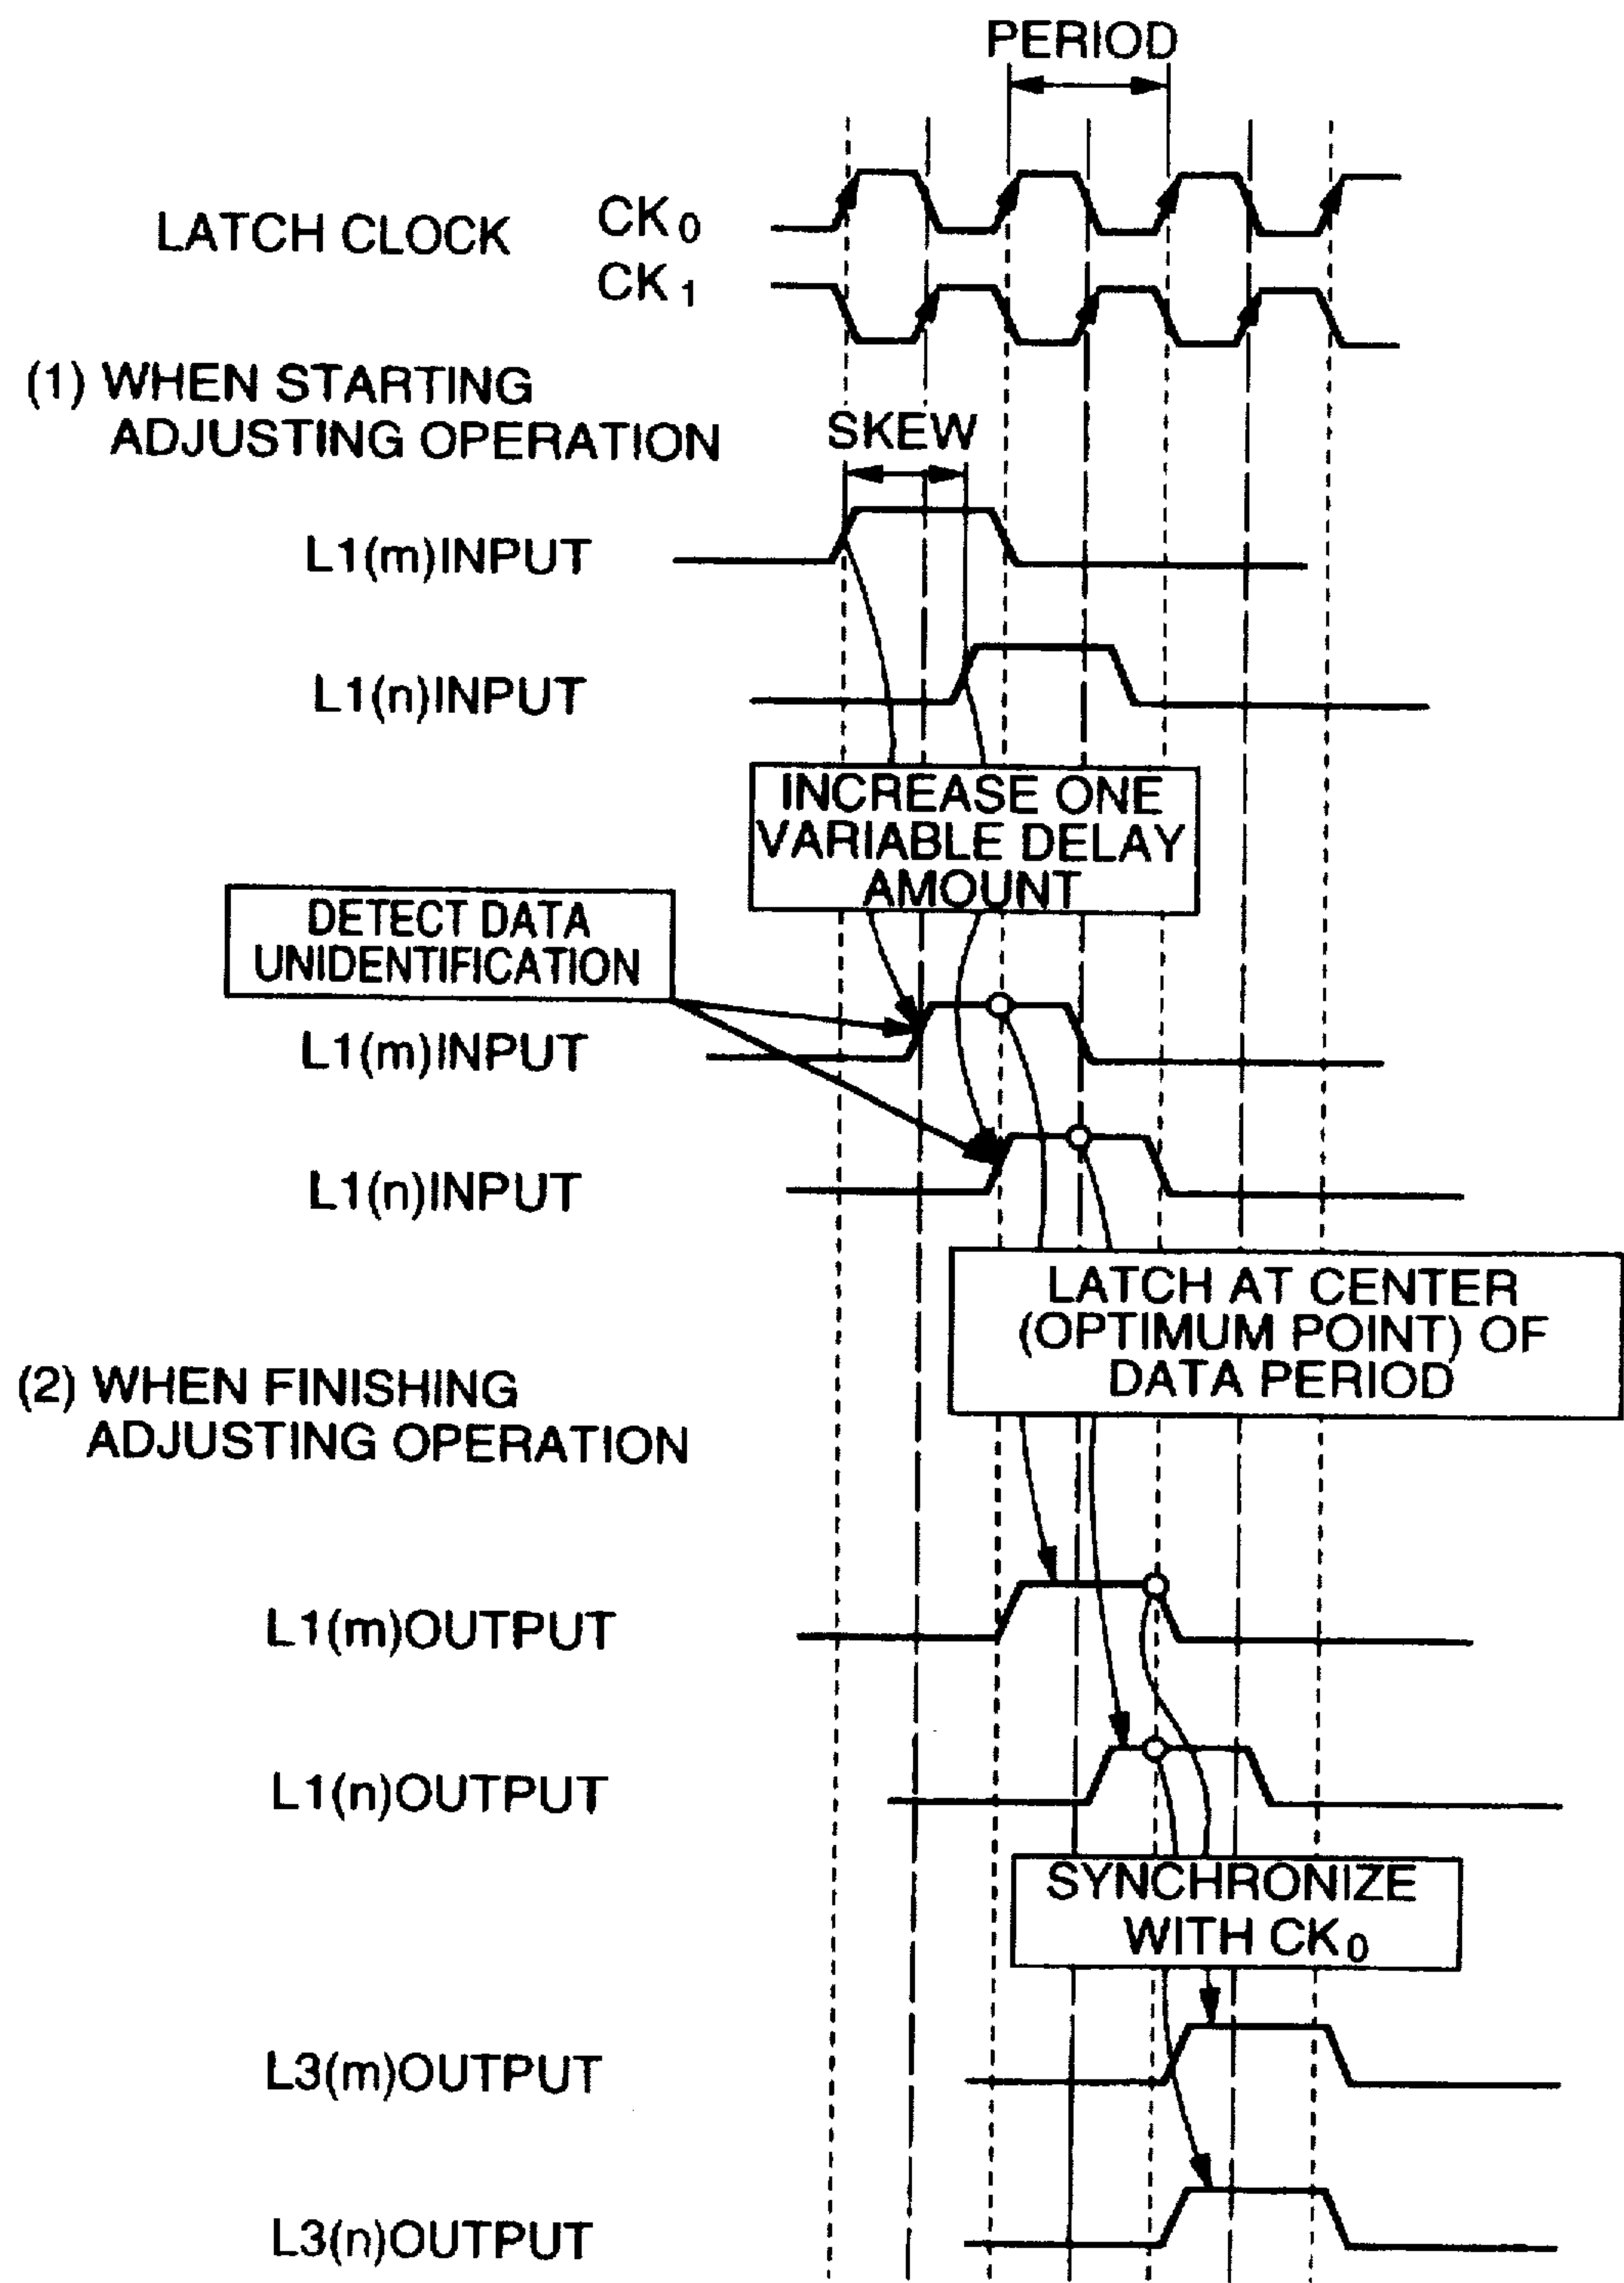 PERIOD
LATCH CLOCK
CK0
CK1
(1) WHEN STARTING
ADJUSTING OPERATION
SKEW
L1(m)INPUT
L1(n)INPUT
INCREASE ONE
VARIABLE DELAY
AMOUNT
DETECT DATA
UNIDENTIFICATION
L1(m)INPUT
L1(n)INPUT
LATCH AT CENTER
(OPTIMUM POINT) OF
DATA PERIOD
(2) WHEN FINISHING
ADJUSTING OPERATION
L1(m)OUTPUT
L1(n)OUTPUT
SYNCHRONIZE
WITH CK0
L3(m)OUTPUT
L3(n)OUTPUT